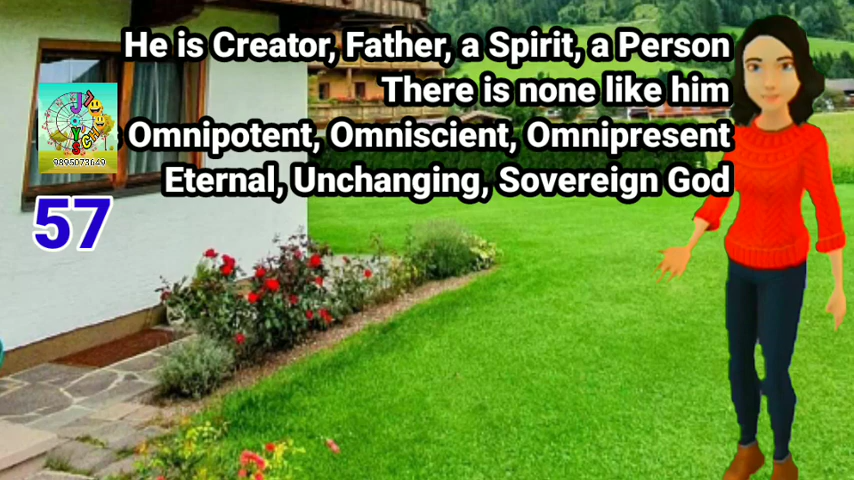 He is Creator, Father, a Spirit, a Person
There is none like him
Omnipotent, Omniscient, Omnipresent
Eternal, Unchanging, Sovereign God
9895073649
57